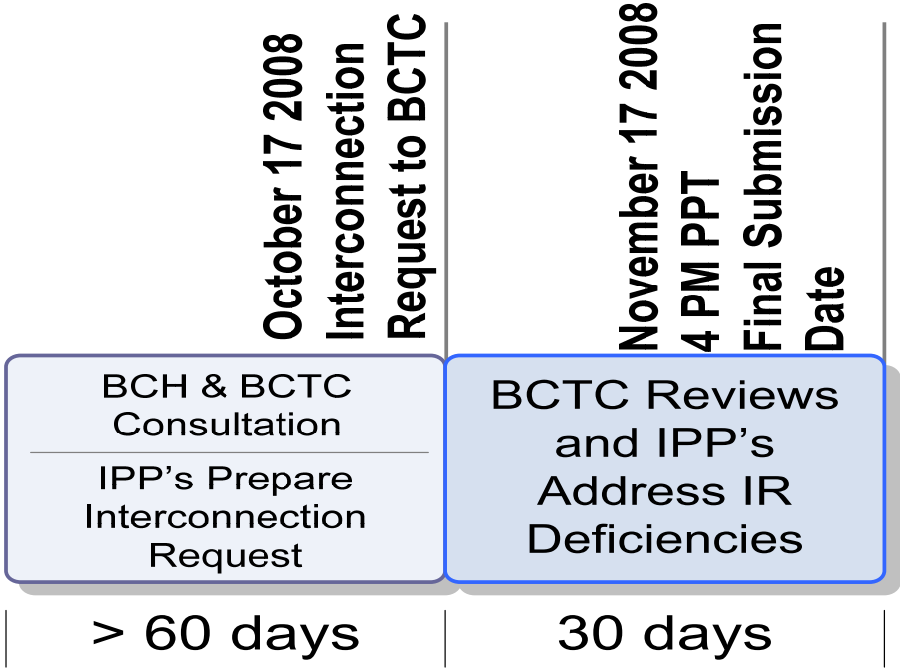 October 17 2008
Interconnection
Request to BCTC
November 17 2008
4 PM PPT
Final Submission
Date
BCH & BCTC
Consultation
IPP’s Prepare
Interconnection
Request
BCTC Reviews
and IPP’s
Address IR
Deficiencies
> 60 days
30 days